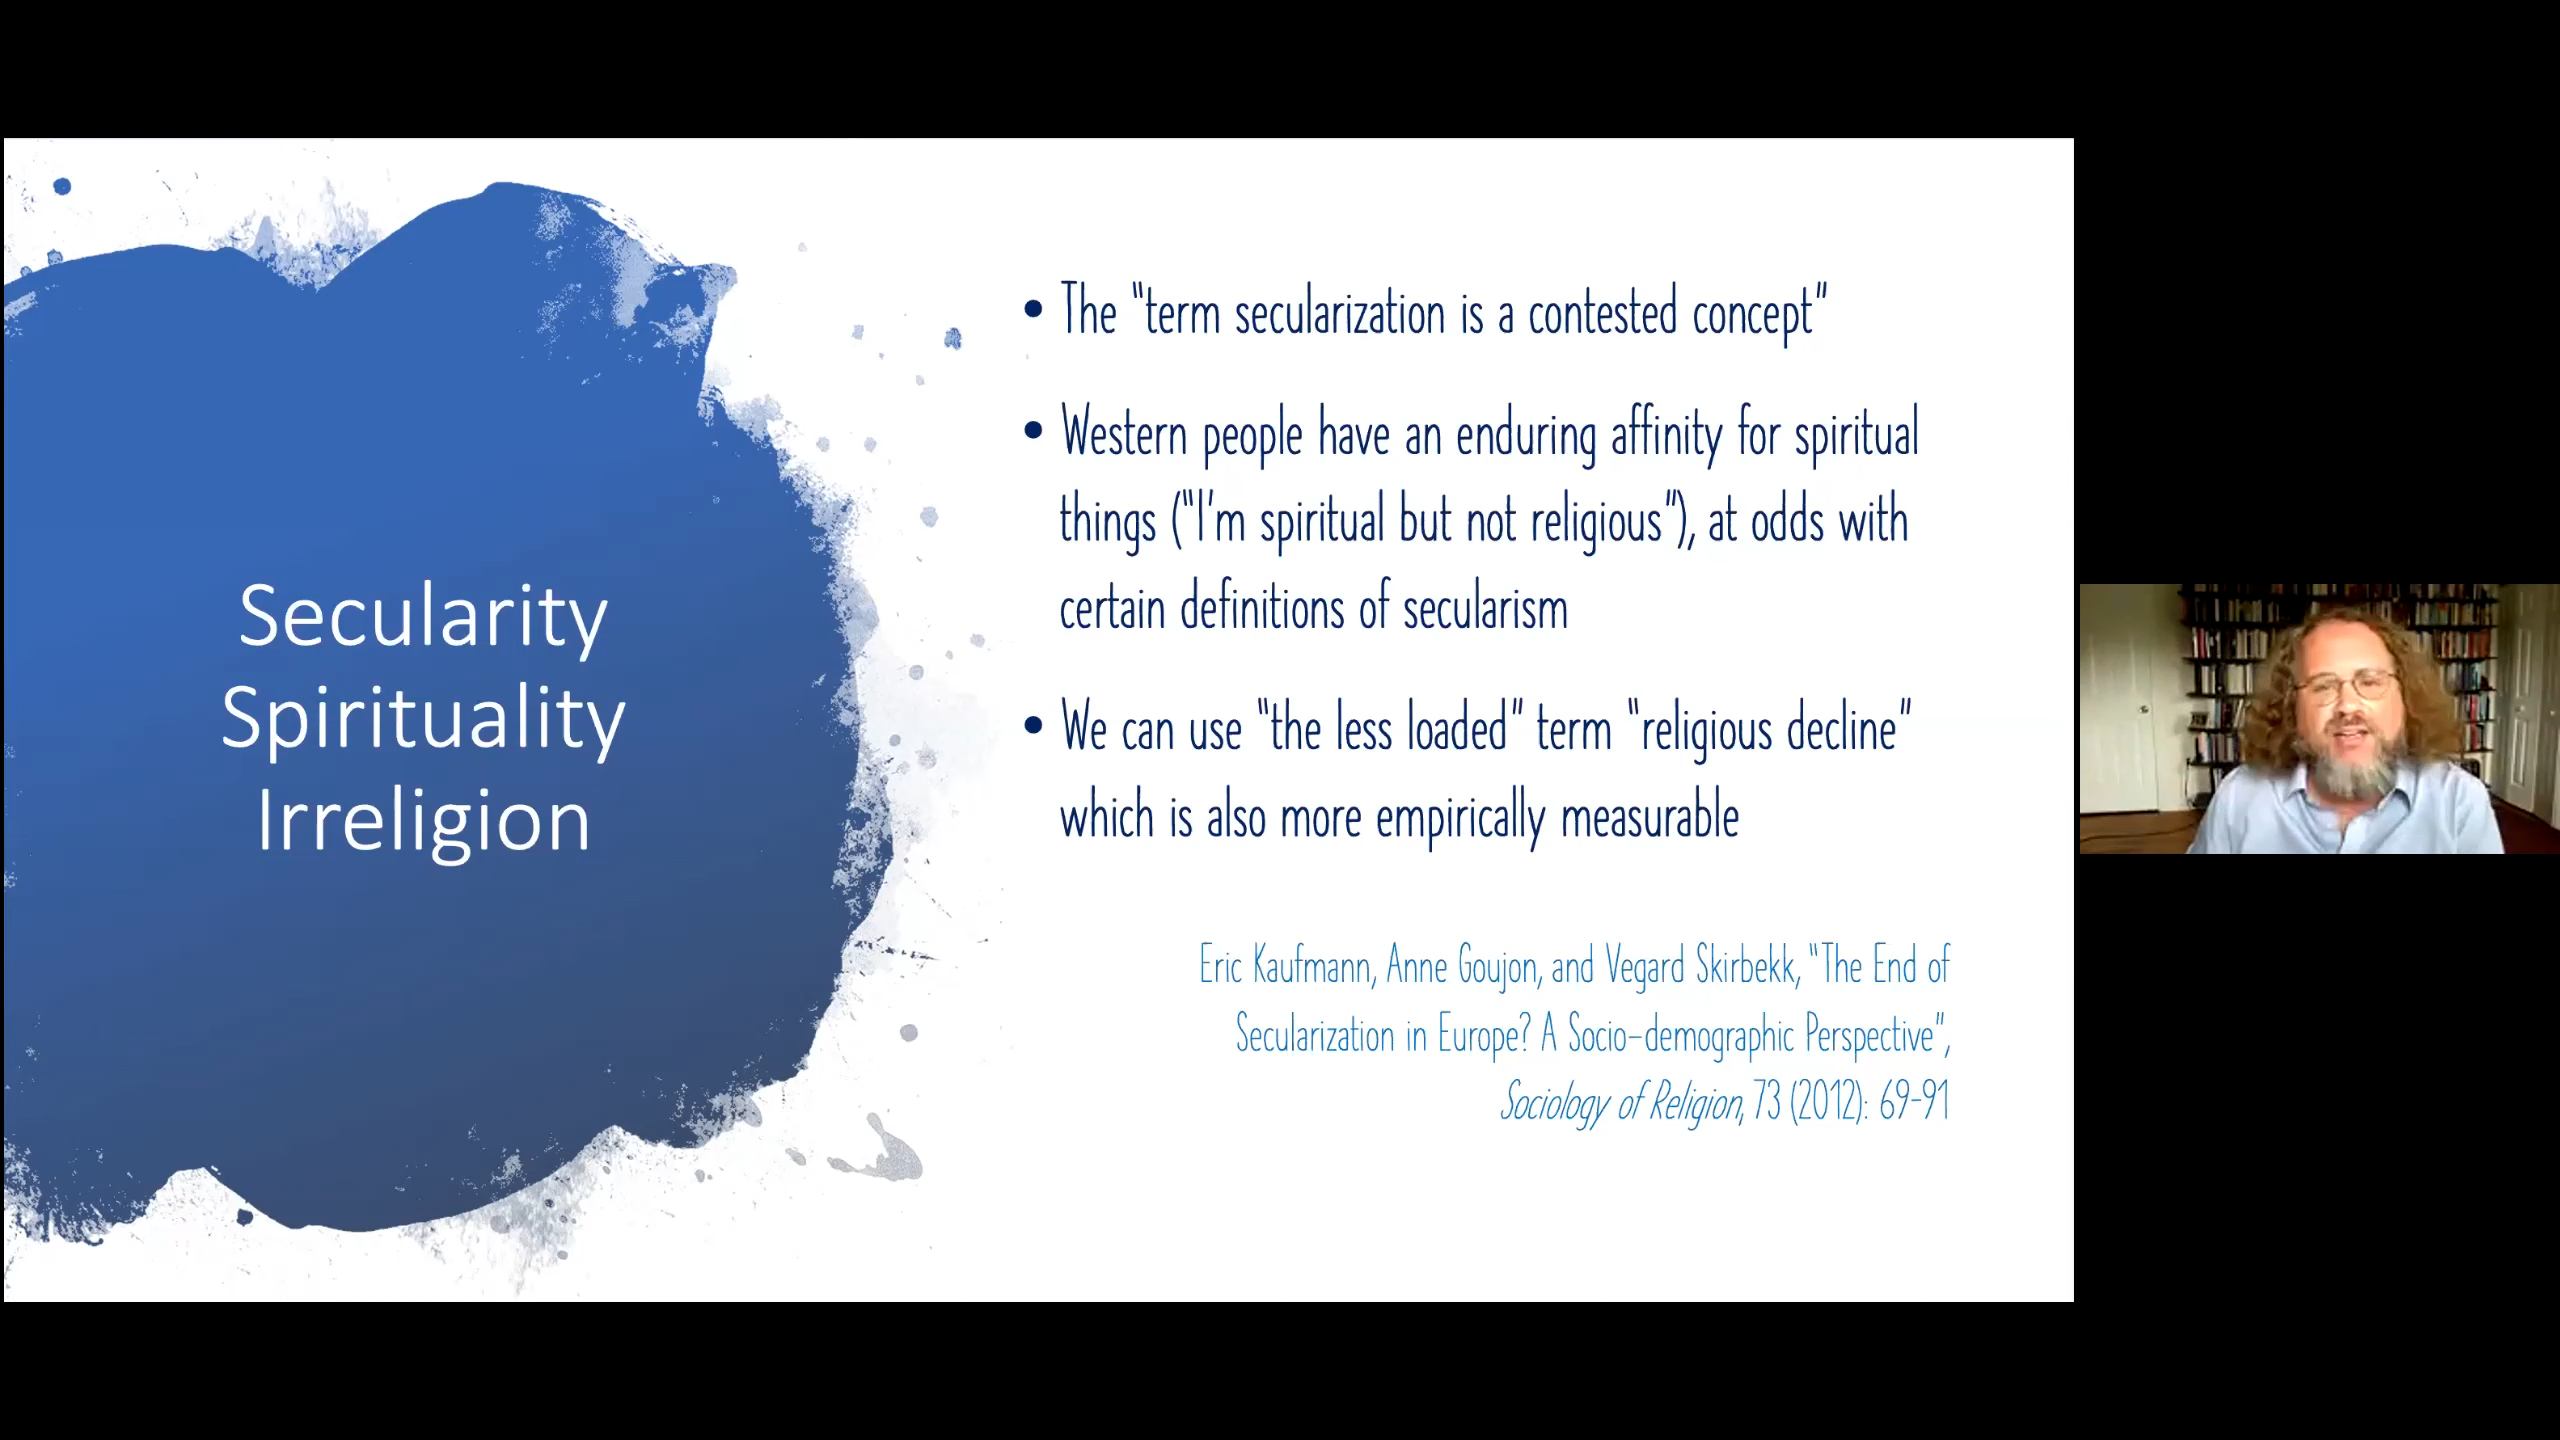 Secularity
Spirituality
Irreligion
• The "term secularization is a contested concept"
• Western people have an enduring affinity for spiritual
things ("I'm spiritual but not religious"), at odds with
certain definitions of secularism
• We can use "the less loaded" term "religious decline"
which is also more empirically measurable
Eric Kaufmann, Anne Goujon, and Vegard Skirbekk, "The End of
Secularization in Europe? A Socio-demographic Perspective",
Sociology of Religion, 73 (2012): 69-91